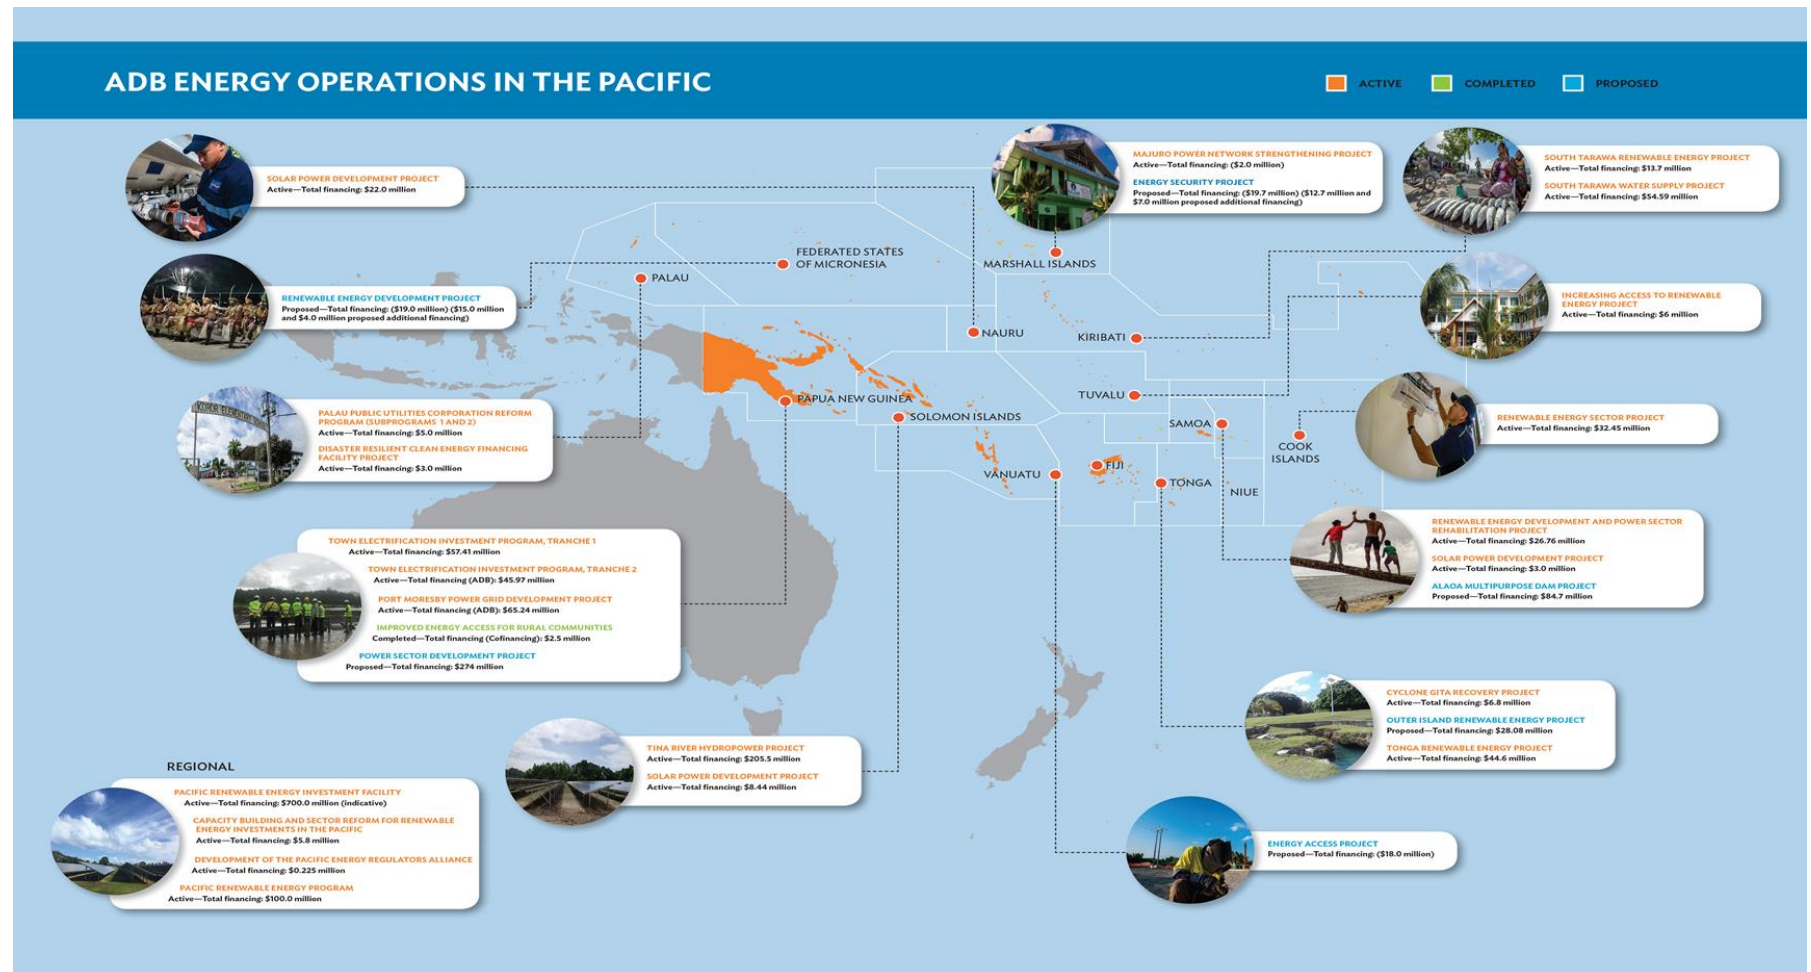 ADB ENERGY OPERATIONS IN THE PACIFIC
ACTIVE
COMPLETED
PROPOSED
SOLAR POWER DEVELOPMENT PROJECT
Active—Total financing: $22.0 million
RENEWABLE ENERGY DEVELOPMENT PROJECT
Proposed—Total financing: ($19.0 million) ($15.0 million
and $4.0 million proposed additional financing)
PALAU PUBLIC UTILITIES CORPORATION REFORM
PROGRAM (SUBPROGRAMS 1 AND 2)
Active—Total financing: $5.0 million
DISASTER RESILIENT CLEAN ENERGY FINANCING
FACILITY PROJECT
Active—Total financing: $3.0 million
TOWN ELECTRIFICATION INVESTMENT PROGRAM, TRANCHE 1
Active—Total financing: $57.41 million
TOWN ELECTRIFICATION INVESTMENT PROGRAM, TRANCHE 2
Active—Total financing (ADB): $45.97 million
PORT MORESBY POWER GRID DEVELOPMENT PROJECT
Active—Total financing (ADB): $65.24 million
IMPROVED ENERGY ACCESS FOR RURAL COMMUNITIES
Completed—Total financing (Cofinancing): $2.5 million
POWER SECTOR DEVELOPMENT PROJECT
Proposed—Total financing: $274 million
REGIONAL
PACIFIC RENEWABLE ENERGY INVESTMENT FACILITY
Active—Total financing: $700.0 million (indicative)
CAPACITY BUILDING AND SECTOR REFORM FOR RENEWABLE
ENERGY INVESTMENTS IN THE PACIFIC
Active—Total financing: $5.8 million
DEVELOPMENT OF THE PACIFIC ENERGY REGULATORS ALLIANCE
Active—Total financing: $0.225 million
PACIFIC RENEWABLE ENERGY PROGRAM
Active—Total financing: $100.0 million
TINA RIVER HYDROPOWER PROJECT
Active—Total financing: $205.5 million
SOLAR POWER DEVELOPMENT PROJECT
Active—Total financing: $8.44 million
FEDERATED STATES
OF MICRONESIA
PALAU
MARSHALL ISLANDS
NAURU
KIRIBATI
PAPUA NEW GUINEA
SOLOMON ISLANDS
TUVALU
SAMOA
COOK
ISLANDS
VANUATU
FIJI
TONGA
NIUE
MAJURO POWER NETWORK STRENGTHENING PROJECT
Active—Total financing: ($2.0 million)
ENERGY SECURITY PROJECT
Proposed—Total financing: ($19.7 million) ($12.7 million and
$7.0 million proposed additional financing)
SOUTH TARAWA RENEWABLE ENERGY PROJECT
Active—Total financing: $13.7 million
SOUTH TARAWA WATER SUPPLY PROJECT
Active—Total financing: $54.59 million
INCREASING ACCESS TO RENEWABLE
ENERGY PROJECT
Active—Total financing: $6 million
RENEWABLE ENERGY SECTOR PROJECT
Active—Total financing: $32.45 million
RENEWABLE ENERGY DEVELOPMENT AND POWER SECTOR
REHABILITATION PROJECT
Active—Total financing: $26.76 million
SOLAR POWER DEVELOPMENT PROJECT
Active—Total financing: $3.0 million
ALAOA MULTIPURPOSE DAM PROJECT
Proposed—Total financing: $84.7 million
CYCLONE GITA RECOVERY PROJECT
Active—Total financing: $6.8 million
OUTER ISLAND RENEWABLE ENERGY PROJECT
Proposed—Total financing: $28.08 million
TONGA RENEWABLE ENERGY PROJECT
Active—Total financing: $44.6 million
ENERGY ACCESS PROJECT
Proposed—Total financing: ($18.0 million)